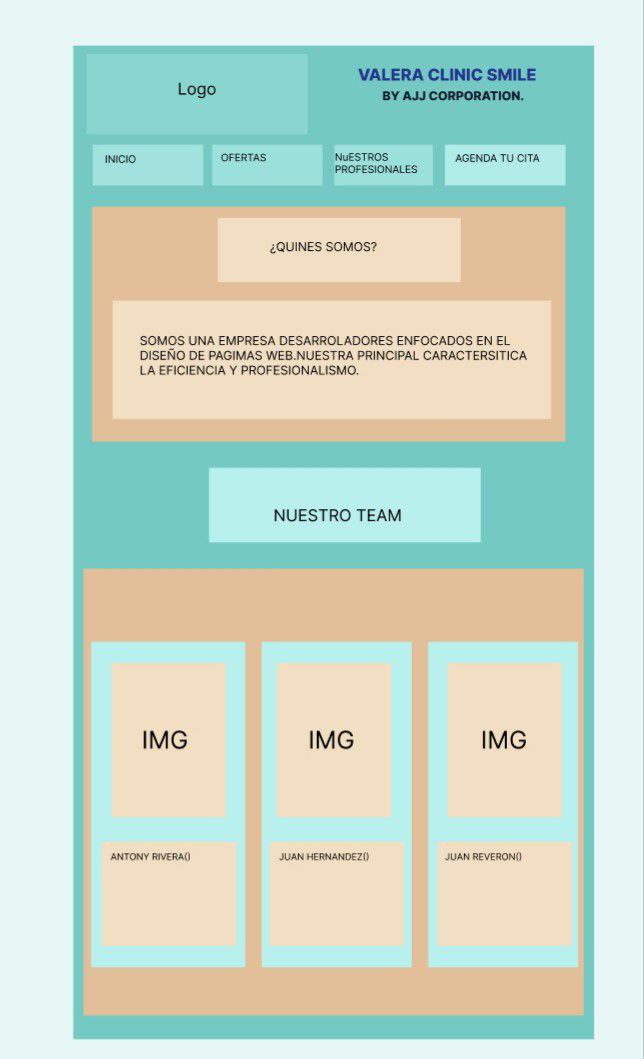 Logo
VALERA CLINIC SMILE
BY AJJ CORPORATION.
INICIO
OFERTAS
NuESTROS
PROFESIONALES
AGENDA TU CITA
¿QUINES SOMOS?
SOMOS UNA EMPRESA DESARROLADORES ENFOCADOS EN EL
DISEÑO DE PAGIMAS WEB.NUESTRA PRINCIPAL CARACTERSITICA
LA EFICIENCIA Y PROFESIONALISMO.
NUESTRO TEAM
IMG
IMG
IMG
ANTONY RIVERA()
JUAN HERNANDEZ()
JUAN REVERON()